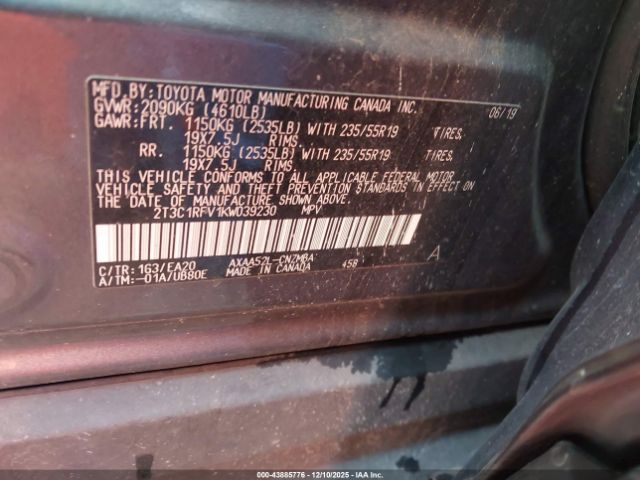 MFD.BY:TOYOTA MOTOR MANUFACTURING CANADA INC. 06/19
GVWR:2090KG (4610LB)
GAWR:FRT. 1150KG (2535LB) WITH 235/55R19 TIRES,
19X7.5J RIMS.
RR. 1150KG (2535LB) WITH 235/55R19 TIRES,
19X7.5J RIMS.
THIS VEHICLE CONFORMS TO ALL APPLICABLE FEDERAL MOTOR
VEHICLE SAFETY AND THEFT PREVENTION STANDARDS IN EFFECT ON
THE DATE OF MANUFACTURE SHOWN ABOVE.
2T3C1RFV1KW039230 MPV
C/TR:1G3/EA20 AXAA52L-CNZMBA 45B A
A/TM:-01A/UB80E MADE IN CANADA
000-43885776 - 12/10/2025 - IAAI.COM